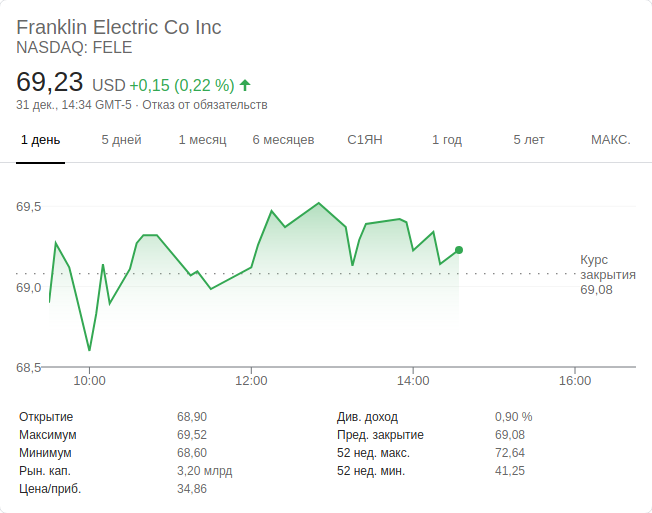 Franklin Electric Co Inc
NASDAQ: FELE
69,23 USD +0,15 (0,22 %)
31 дек., 14:34 GMT-5 · Отказ от обязательств
1 день 5 дней 1 месяц 6 месяцев С1ЯН 1 год 5 лет МАКС.
69,5
Курс
закрытия
69,0 69,08
68,5
10:00 12:00 14:00 16:00
Открытие 68,90 Див. доход 0,90 %
Максимум 69,52 Пред. закрытие 69,08
Минимум 68,60 52 нед. макс. 72,64
Рын. кап. 3,20 млрд 52 нед. мин. 41,25
Цена/приб. 34,86